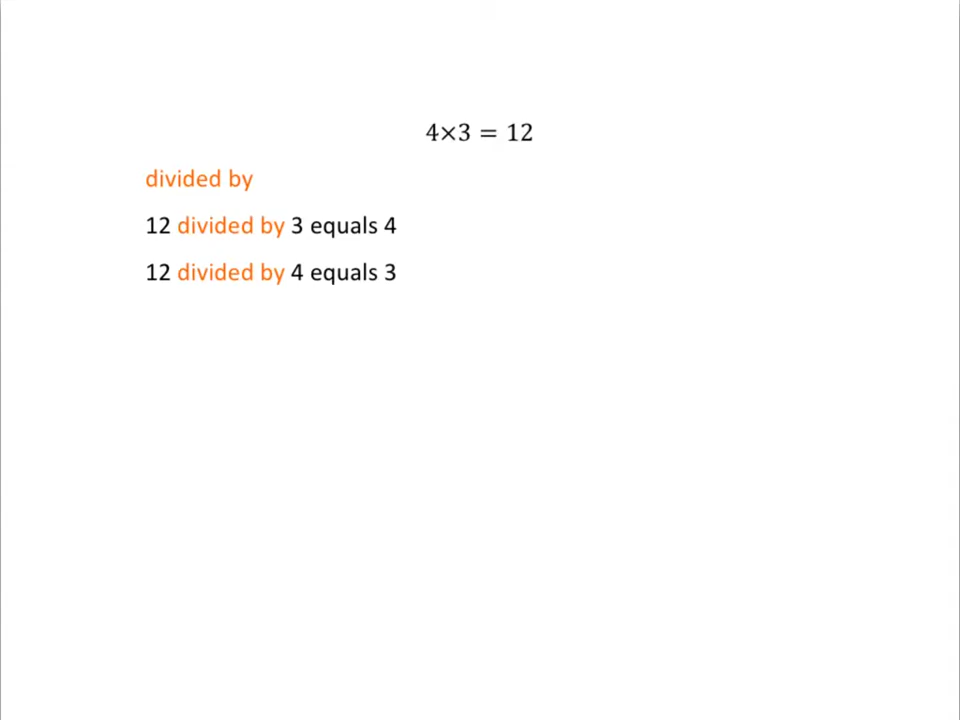 4×3 = 12
divided by
12 divided by 3 equals 4
12 divided by 4 equals 3